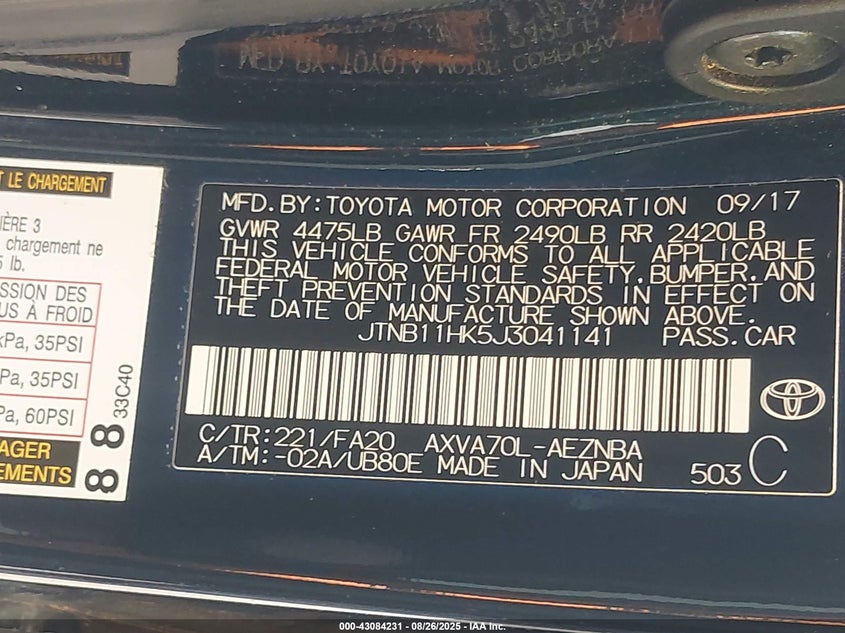 MFD. BY: TOYOTA MOTOR CORPORATION 09/17
GVWR 4475LB GAWR FR 2490LB RR 2420LB
THIS VEHICLE CONFORMS TO ALL APPLICABLE
FEDERAL MOTOR VEHICLE SAFETY, BUMPER, AND
THEFT PREVENTION STANDARDS IN EFFECT ON
THE DATE OF MANUFACTURE SHOWN ABOVE.
JTNB11HK5J3041141 PASS.CAR
C/TR:221/FA20 AXVA70L-AEZNBA
A/TM:-02A/UB80E MADE IN JAPAN 503 C
LE CHARGEMENT
IÈRE 3
chargement ne
lb.
SSION DES
US À FROID
kPa, 35PSI
Pa, 35PSI
Pa, 60PSI
AGER
EMENTS
88
33C40
000-43084231 - 08/26/2025 - IAA Inc.